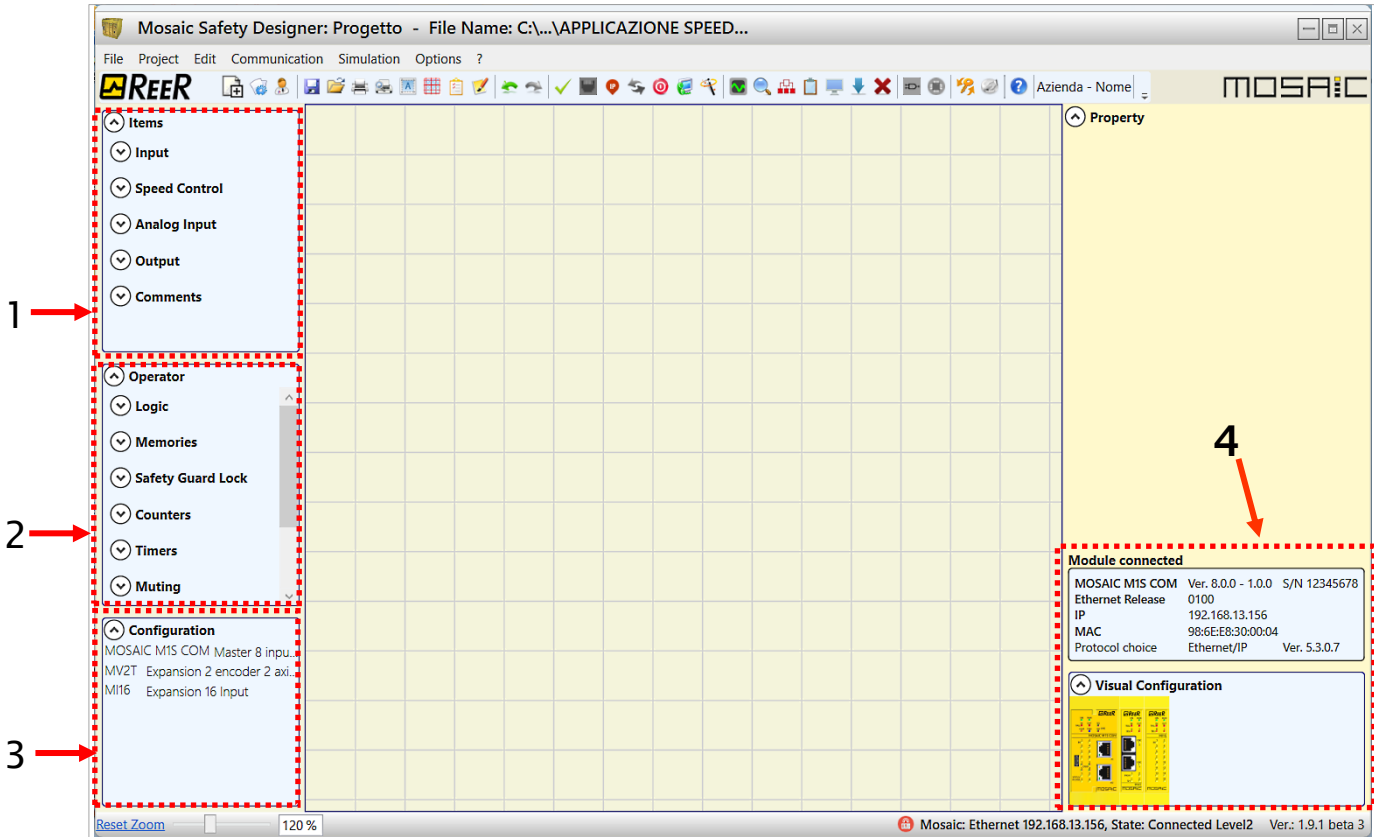 Mosaic Safety Designer: Progetto - File Name: C:\...\APPLICAZIONE SPEED...
File Project Edit Communication Simulation Options ?
REER
Azienda - Nome
MOSAIC
Items
Input
Speed Control
Analog Input
Output
Comments
1
Operator
Logic
Memories
Safety Guard Lock
Counters
Timers
Muting
2
Configuration
MOSAIC M1S COM Master 8 inpu...
MV2T Expansion 2 encoder 2 axi...
MI16 Expansion 16 Input
3
Property
4
Module connected
MOSAIC M1S COM Ver. 8.0.0 - 1.0.0 S/N 12345678
Ethernet Release 0100
IP 192.168.13.156
MAC 98:6E:E8:30:00:04
Protocol choice Ethernet/IP Ver. 5.3.0.7
Visual Configuration
REER REER REER
MOSAIC MOSAIC MOSAIC
Reset Zoom 120 %
Mosaic: Ethernet 192.168.13.156, State: Connected Level2 Ver.: 1.9.1 beta 3